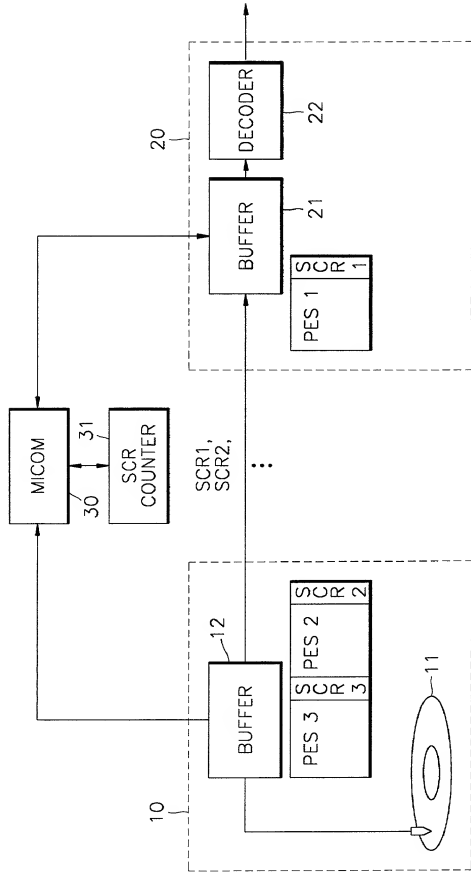 10
BUFFER
12
PES 3
SCR 3
PES 2
SCR 2
11
MICOM
30
SCR
COUNTER
31
SCR1,
SCR2,
...
20
BUFFER
21
DECODER
22
PES 1
SCR 1